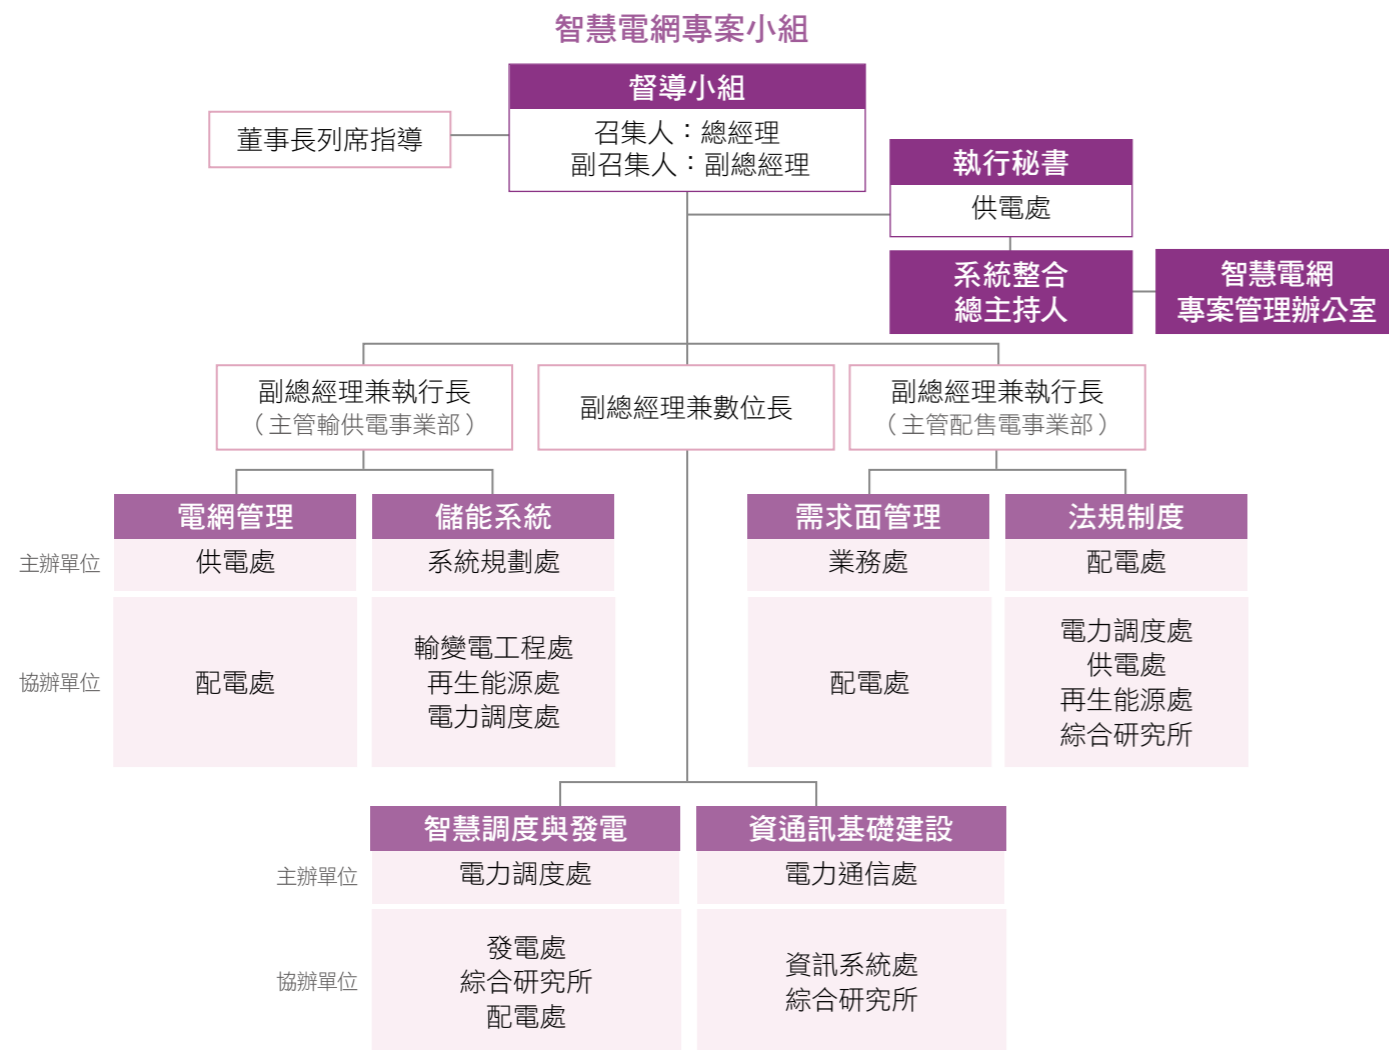 智慧電網專案小組
督導小組
召集人：總經理
副召集人：副總經理
董事長列席指導
執行秘書
供電處
系統整合
總主持人
智慧電網
專案管理辦公室
副總經理兼執行長
（主管輸供電事業部）
副總經理兼數位長
副總經理兼執行長
（主管配售電事業部）
電網管理
儲能系統
需求面管理
法規制度
主辦單位
供電處
系統規劃處
業務處
配電處
協辦單位
配電處
輸變電工程處
再生能源處
電力調度處
配電處
電力調度處
供電處
再生能源處
綜合研究所
智慧調度與發電
資通訊基礎建設
主辦單位
電力調度處
電力通信處
協辦單位
發電處
綜合研究所
配電處
資訊系統處
綜合研究所